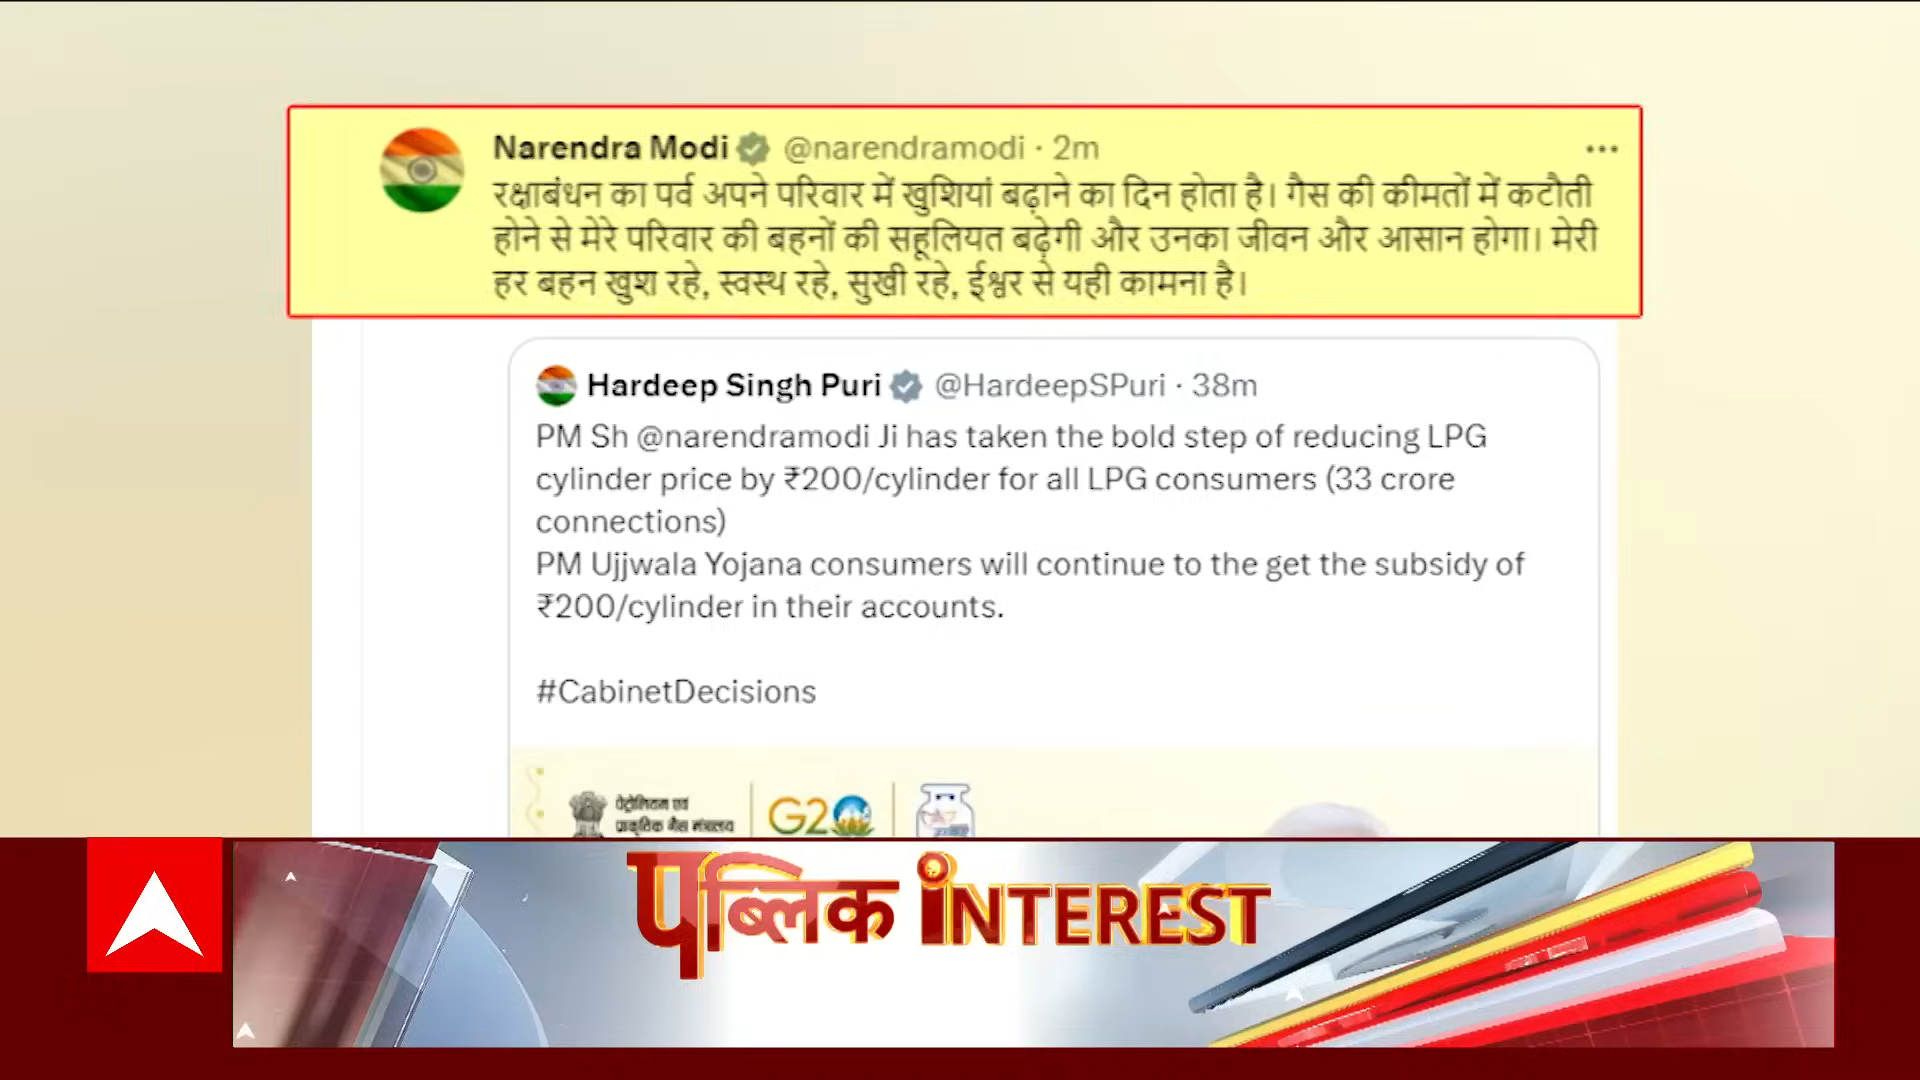 Narendra Modi @narendramodi · 2m
रक्षाबंधन का पर्व अपने परिवार में खुशियां बढ़ाने का दिन होता है। गैस की कीमतों में कटौती
होने से मेरे परिवार की बहनों की सहूलियत बढ़ेगी और उनका जीवन और आसान होगा। मेरी
हर बहन खुश रहे, स्वस्थ रहे, सुखी रहे, ईश्वर से यही कामना है।
Hardeep Singh Puri @HardeepSPuri · 38m
PM Sh @narendramodi Ji has taken the bold step of reducing LPG
cylinder price by ₹200/cylinder for all LPG consumers (33 crore
connections)
PM Ujjwala Yojana consumers will continue to the get the subsidy of
₹200/cylinder in their accounts.
#CabinetDecisions
पेट्रोलियम एवं
प्राकृतिक गैस मंत्रालय
G20
पब्लिक INTEREST